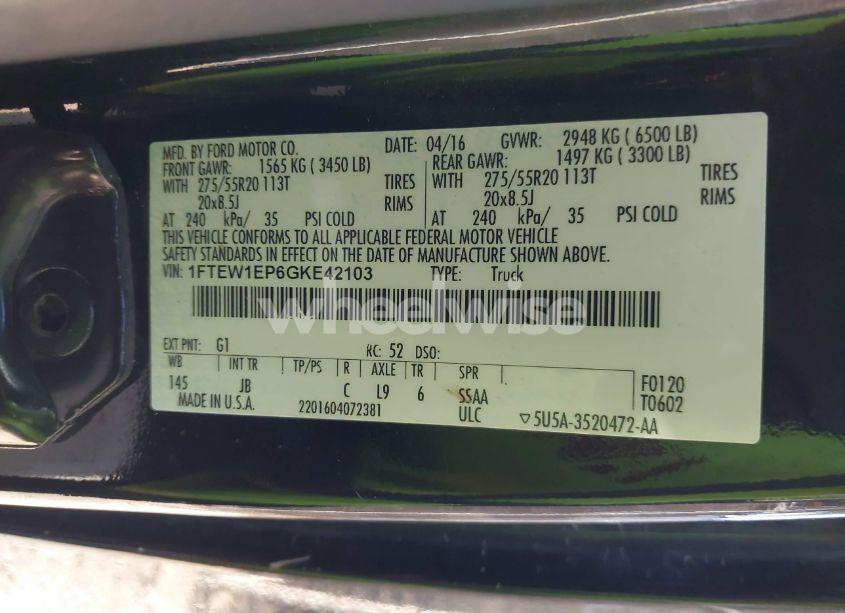 MFD. BY FORD MOTOR CO.
DATE: 04/16 GVWR: 2948 KG ( 6500 LB)
FRONT GAWR: 1565 KG ( 3450 LB) REAR GAWR: 1497 KG ( 3300 LB)
WITH 275/55R20 113T TIRES WITH 275/55R20 113T TIRES
20x8.5J RIMS 20x8.5J RIMS
AT 240 kPa/ 35 PSI COLD AT 240 kPa/ 35 PSI COLD
THIS VEHICLE CONFORMS TO ALL APPLICABLE FEDERAL MOTOR VEHICLE
SAFETY STANDARDS IN EFFECT ON THE DATE OF MANUFACTURE SHOWN ABOVE.
VIN: 1FTEW1EP6GKE42103 TYPE: Truck
wheelwise
EXT PNT: G1 RC: 52 DSO:
WB INT TR TP/PS R AXLE TR SPR
145 JB C L9 6 SSAA F0120
MADE IN U.S.A. 2201604072381 ULC T0602
▽5U5A-3520472-AA